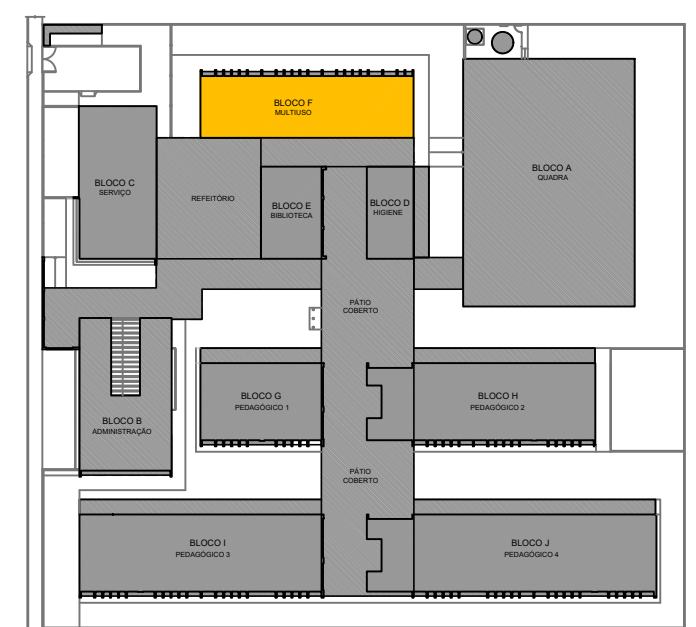 BLOCO F
MULTIUSO
BLOCO A
QUADRA
BLOCO C
SERVIÇO
REFEITÓRIO
BLOCO E
BIBLIOTECA
BLOCO D
HIGIENE
PÁTIO
COBERTO
BLOCO G
PEDAGÓGICO 1
BLOCO H
PEDAGÓGICO 2
BLOCO B
ADMINISTRAÇÃO
PÁTIO
COBERTO
BLOCO I
PEDAGÓGICO 3
BLOCO J
PEDAGÓGICO 4